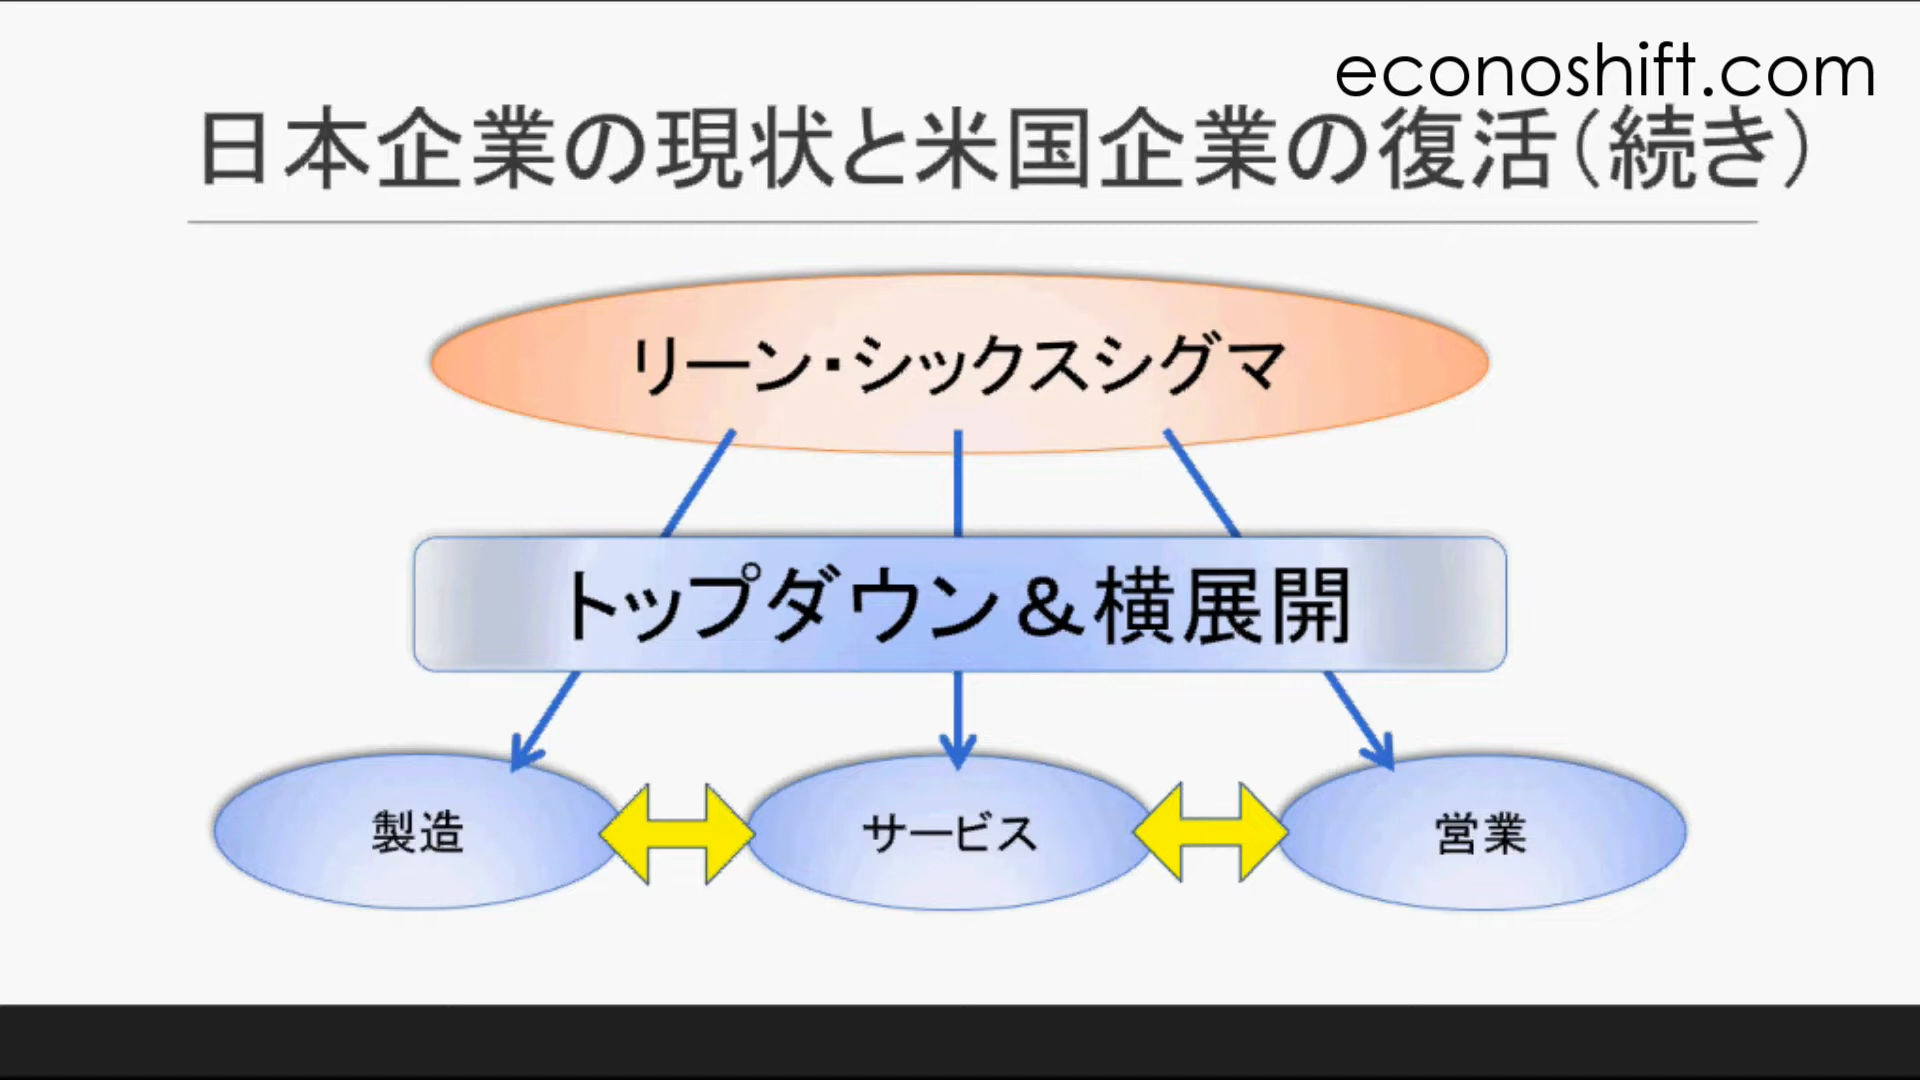 econoshift.com
日本企業の現状と米国企業の復活（続き）
リーン・シックスシグマ
トップダウン＆横展開
製造
サービス
営業